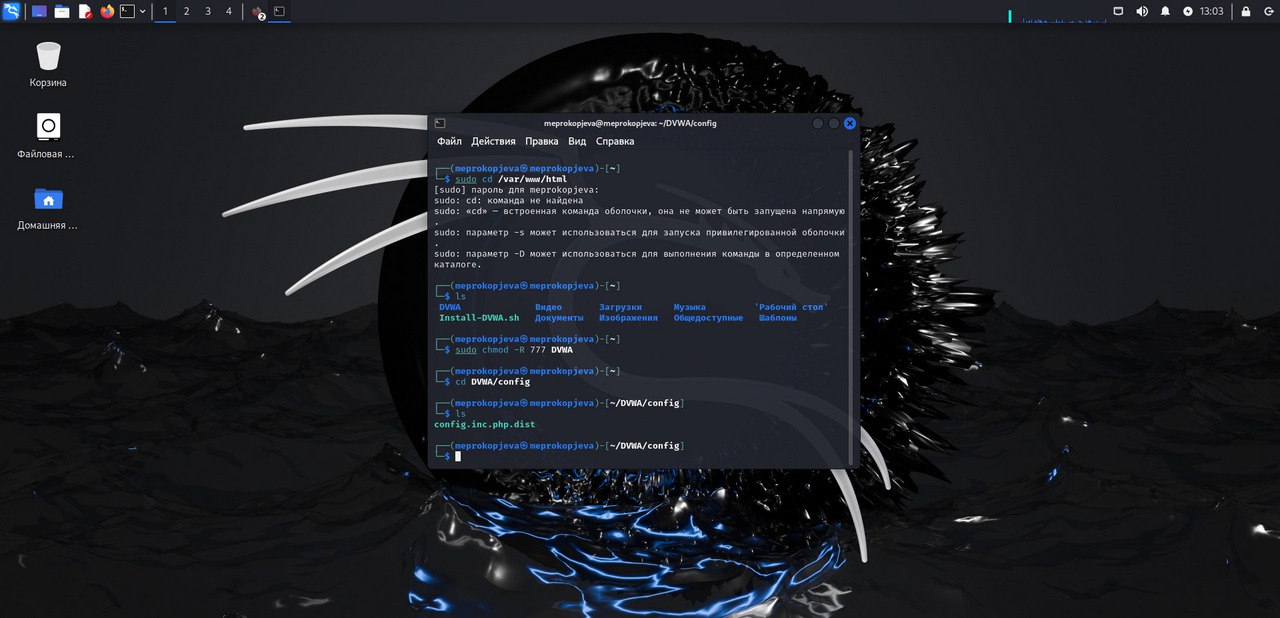 1 2 3 4
2
13:03
Корзина
Файловая ...
Домашняя ...
meprokopjeva@meprokopjeva: ~/DVWA/config
Файл Действия Правка Вид Справка
┌──(meprokopjeva㉿meprokopjeva)-[~]
└─$ sudo cd /var/www/html
[sudo] пароль для meprokopjeva:
sudo: cd: команда не найдена
sudo: «cd» — встроенная команда оболочки, она не может быть запущена напрямую
.
sudo: параметр -s может использоваться для запуска привилегированной оболочки
.
sudo: параметр -D может использоваться для выполнения команды в определенном
каталоге.
┌──(meprokopjeva㉿meprokopjeva)-[~]
└─$ ls
DVWA Видео Загрузки Музыка 'Рабочий стол'
Install-DVWA.sh Документы Изображения Общедоступные Шаблоны
┌──(meprokopjeva㉿meprokopjeva)-[~]
└─$ sudo chmod -R 777 DVWA
┌──(meprokopjeva㉿meprokopjeva)-[~]
└─$ cd DVWA/config
┌──(meprokopjeva㉿meprokopjeva)-[~/DVWA/config]
└─$ ls
config.inc.php.dist
┌──(meprokopjeva㉿meprokopjeva)-[~/DVWA/config]
└─$